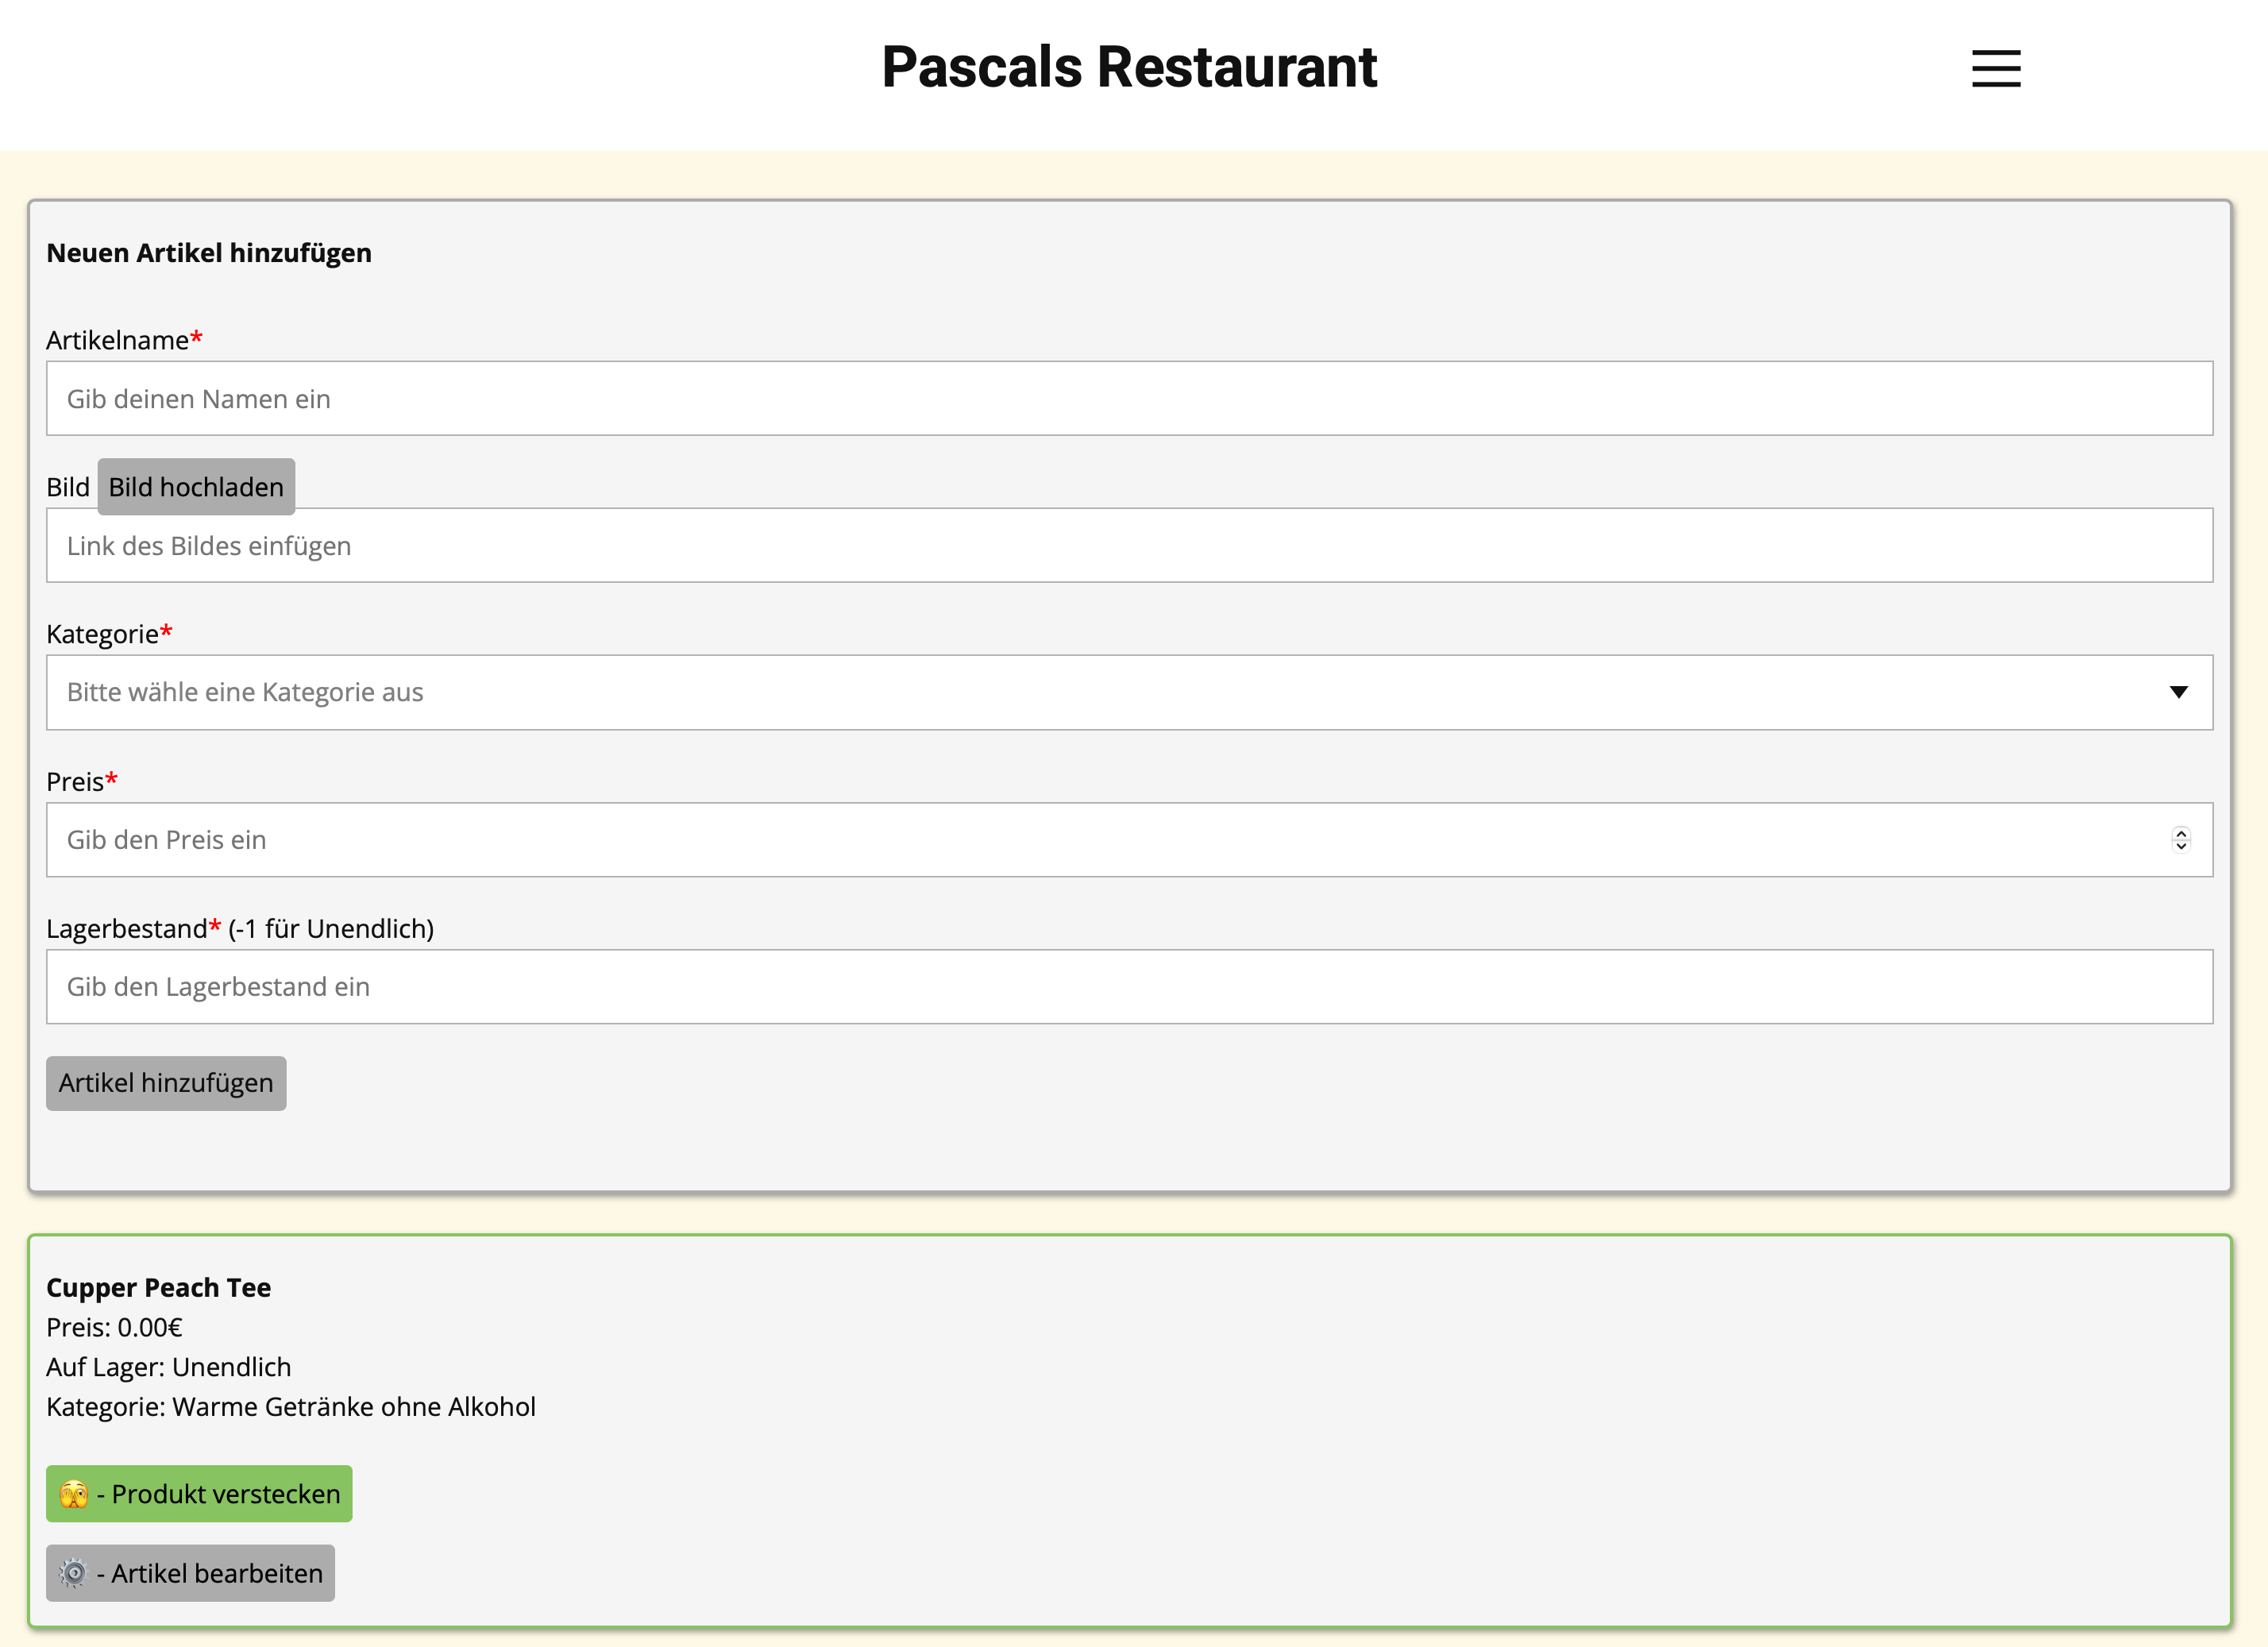 Pascals Restaurant
Neuen Artikel hinzufügen
Artikelname*
Gib deinen Namen ein
Bild Bild hochladen
Link des Bildes einfügen
Kategorie*
Bitte wähle eine Kategorie aus
Preis*
Gib den Preis ein
Lagerbestand* (-1 für Unendlich)
Gib den Lagerbestand ein
Artikel hinzufügen
Cupper Peach Tee
Preis: 0.00€
Auf Lager: Unendlich
Kategorie: Warme Getränke ohne Alkohol
🫣 - Produkt verstecken
⚙️ - Artikel bearbeiten